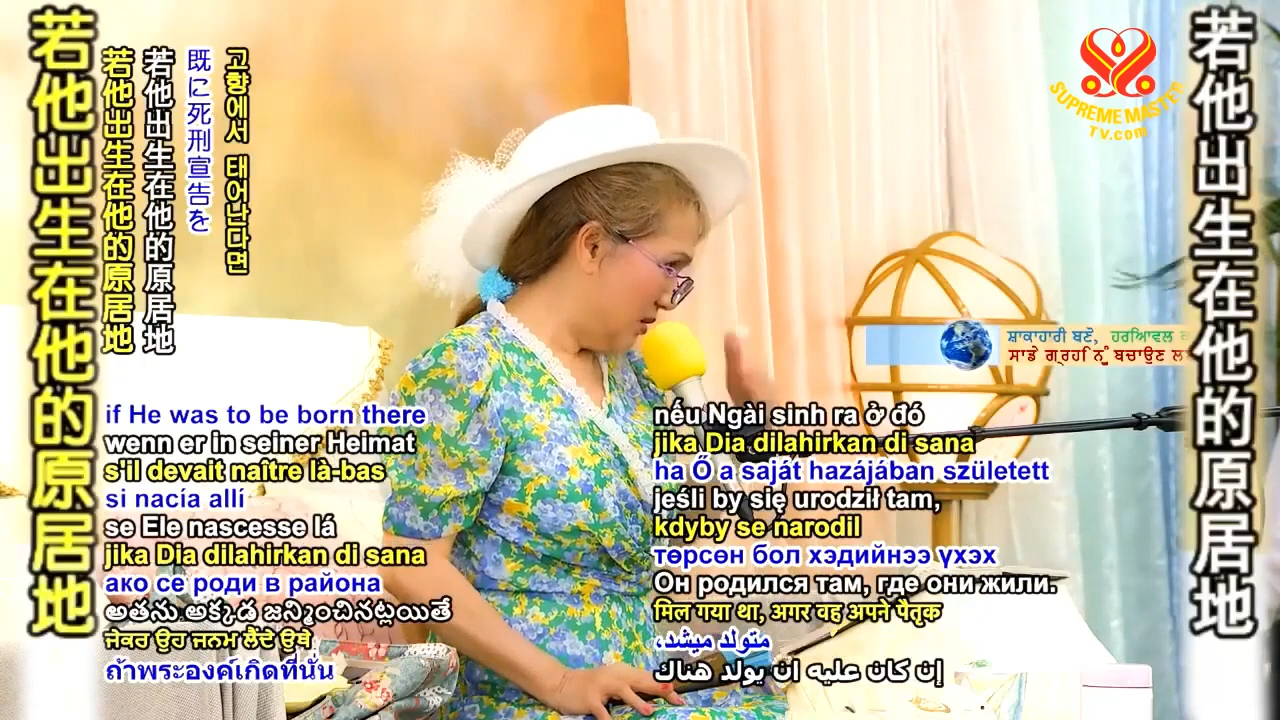 若他出生在他的原居地
若他出生在他的原居地
若他出生在他的原居地
既に死刑宣告を
고향에서 태어난다면
SUPREME MASTER
TV.com
若他出生在他的原居地
ਸ਼ਾਕਾਹਾਰੀ ਬਣੋ, ਹਰਿਆਵਲ
ਸਾਡੇ ਗ੍ਰਹਿ ਨੂੰ ਬਚਾਉਣ ਲ
if He was to be born there
wenn er in seiner Heimat
s'il devait naître là-bas
si nacía allí
se Ele nascesse lá
jika Dia dilahirkan di sana
ако се роди в района
అతను అక్కడ జన్మించినట్లయితే
ਜੇਕਰ ਉਹ ਜਨਮ ਲੈਂਦੇ ਉਥੇ
ถ้าพระองค์เกิดที่นั่น
nếu Ngài sinh ra ở đó
jika Dia dilahirkan di sana
ha Ő a saját hazájában született
jeśli by się urodził tam,
kdyby se narodil
төрсөн бол хэдийнээ үхэх
Он родился там, где они жили.
मिल गया था, अगर वह अपने पैतृक
متولد میشد،
إن كان عليه ان يولد هناك